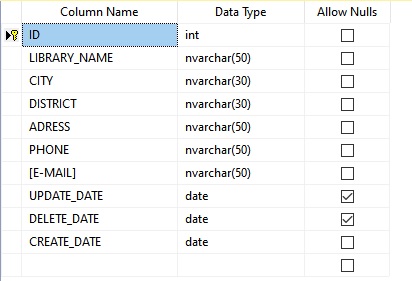 Column Name Data Type Allow Nulls
ID int
LIBRARY_NAME nvarchar(50)
CITY nvarchar(30)
DISTRICT nvarchar(30)
ADRESS nvarchar(50)
PHONE nvarchar(50)
[E-MAIL] nvarchar(50)
UPDATE_DATE date
DELETE_DATE date
CREATE_DATE date